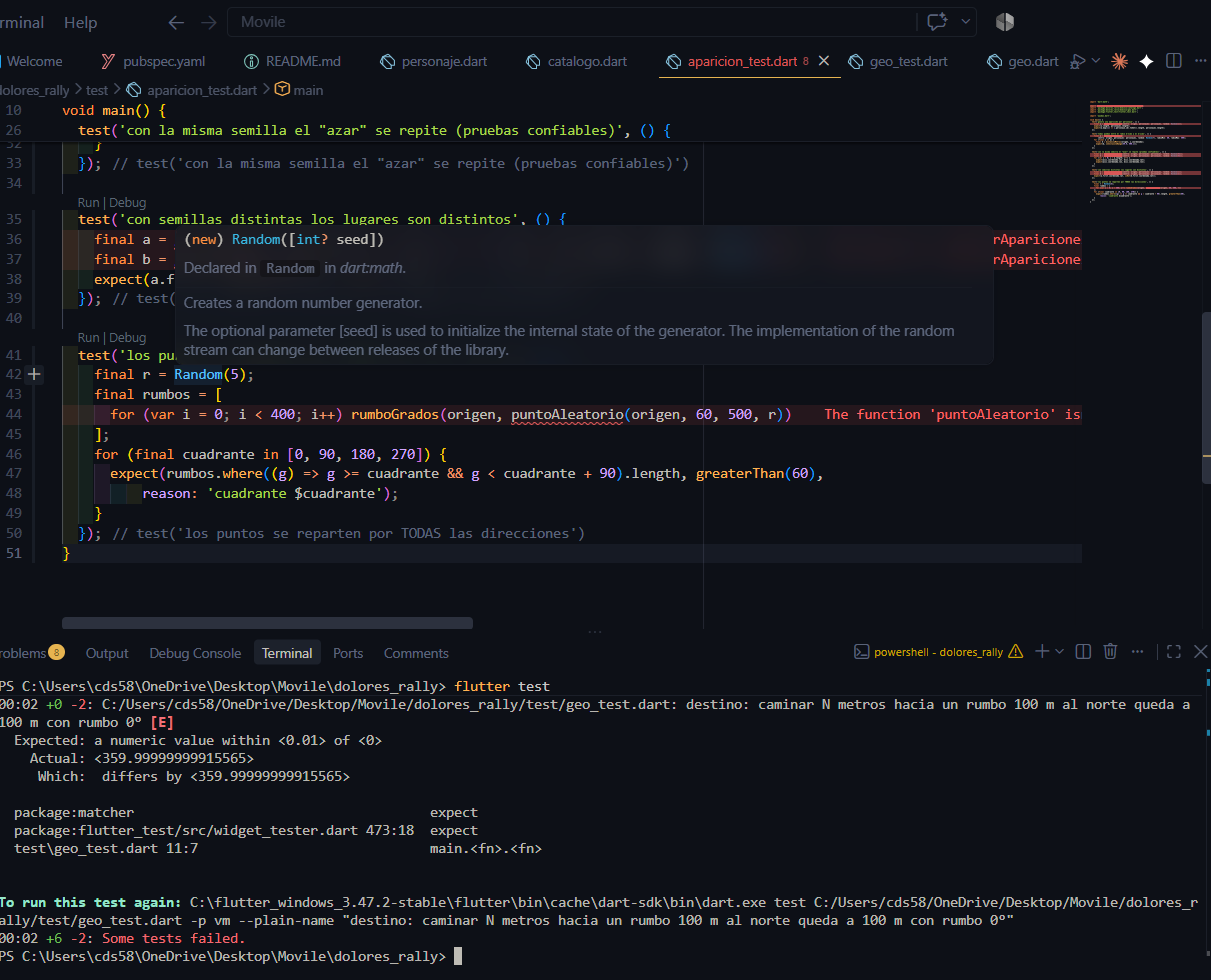 rminal Help Movile
Welcome pubspec.yaml README.md personaje.dart catalogo.dart aparicion_test.dart 8 geo_test.dart geo.dart
dolores_rally > test > aparicion_test.dart > main
10 void main() {
26 test('con la misma semilla el "azar" se repite (pruebas confiables)', () {
32 }
33 }); // test('con la misma semilla el "azar" se repite (pruebas confiables)')
34
Run | Debug
35 test('con semillas distintas los lugares son distintos', () {
36 final a = rAparicione
37 final b = rAparicione
38 expect(a.f
39 }); // test(
40
(new) Random([int? seed])
Declared in Random in dart:math.
Creates a random number generator.
The optional parameter [seed] is used to initialize the internal state of the generator. The implementation of the random
stream can change between releases of the library.
Run | Debug
41 test('los pu
42 final r = Random(5);
43 final rumbos = [
44 for (var i = 0; i < 400; i++) rumboGrados(origen, puntoAleatorio(origen, 60, 500, r)) The function 'puntoAleatorio' is
45 ];
46 for (final cuadrante in [0, 90, 180, 270]) {
47 expect(rumbos.where((g) => g >= cuadrante && g < cuadrante + 90).length, greaterThan(60),
48 reason: 'cuadrante $cuadrante');
49 }
50 }); // test('los puntos se reparten por TODAS las direcciones')
51 }
roblems 8 Output Debug Console Terminal Ports Comments powershell - dolores_rally
PS C:\Users\cds58\OneDrive\Desktop\Movile\dolores_rally> flutter test
00:02 +0 -2: C:/Users/cds58/OneDrive/Desktop/Movile/dolores_rally/test/geo_test.dart: destino: caminar N metros hacia un rumbo 100 m al norte queda a
100 m con rumbo 0° [E]
Expected: a numeric value within <0.01> of <0>
Actual: <359.99999999915565>
Which: differs by <359.99999999915565>
package:matcher expect
package:flutter_test/src/widget_tester.dart 473:18 expect
test\geo_test.dart 11:7 main.<fn>.<fn>
To run this test again: C:\flutter_windows_3.47.2-stable\flutter\bin\cache\dart-sdk\bin\dart.exe test C:/Users/cds58/OneDrive/Desktop/Movile/dolores_r
ally/test/geo_test.dart -p vm --plain-name "destino: caminar N metros hacia un rumbo 100 m al norte queda a 100 m con rumbo 0°"
00:02 +6 -2: Some tests failed.
PS C:\Users\cds58\OneDrive\Desktop\Movile\dolores_rally>